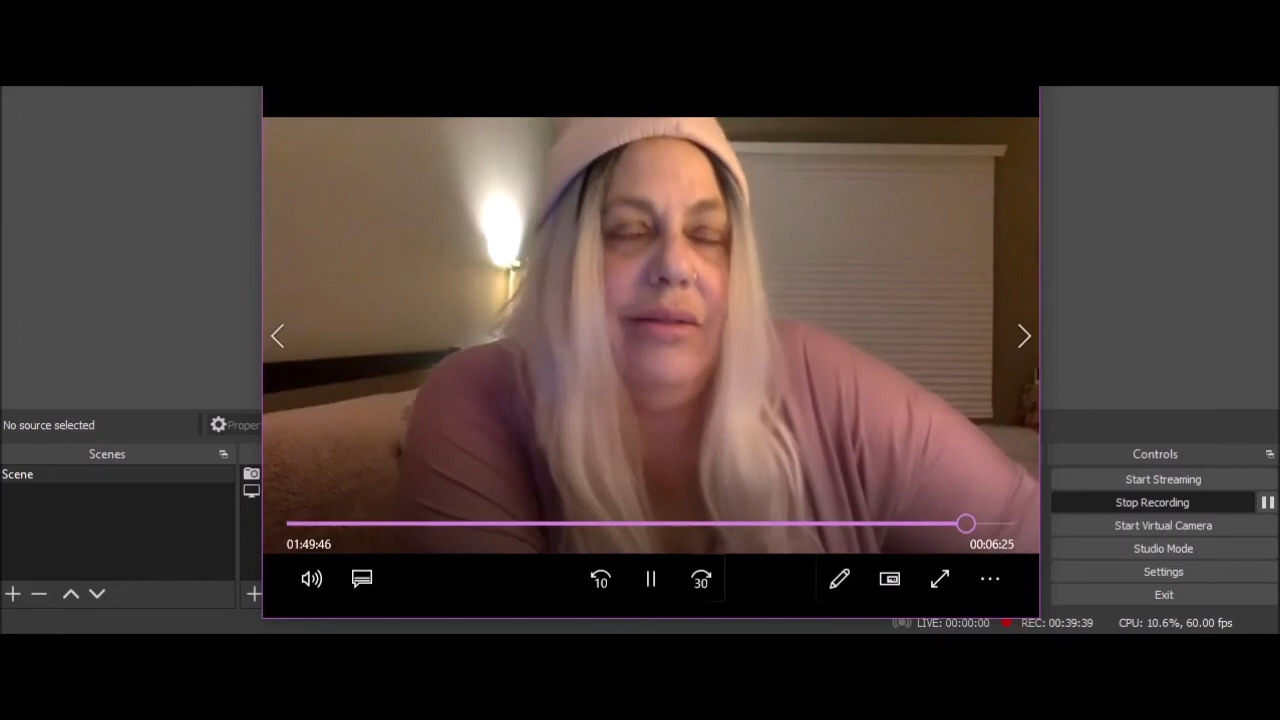 No source selected
Proper
Scenes
Scene
01:49:46
00:06:25
10
30
Controls
Start Streaming
Stop Recording
Start Virtual Camera
Studio Mode
Settings
Exit
LIVE: 00:00:00
REC: 00:39:39
CPU: 10.6%, 60.00 fps